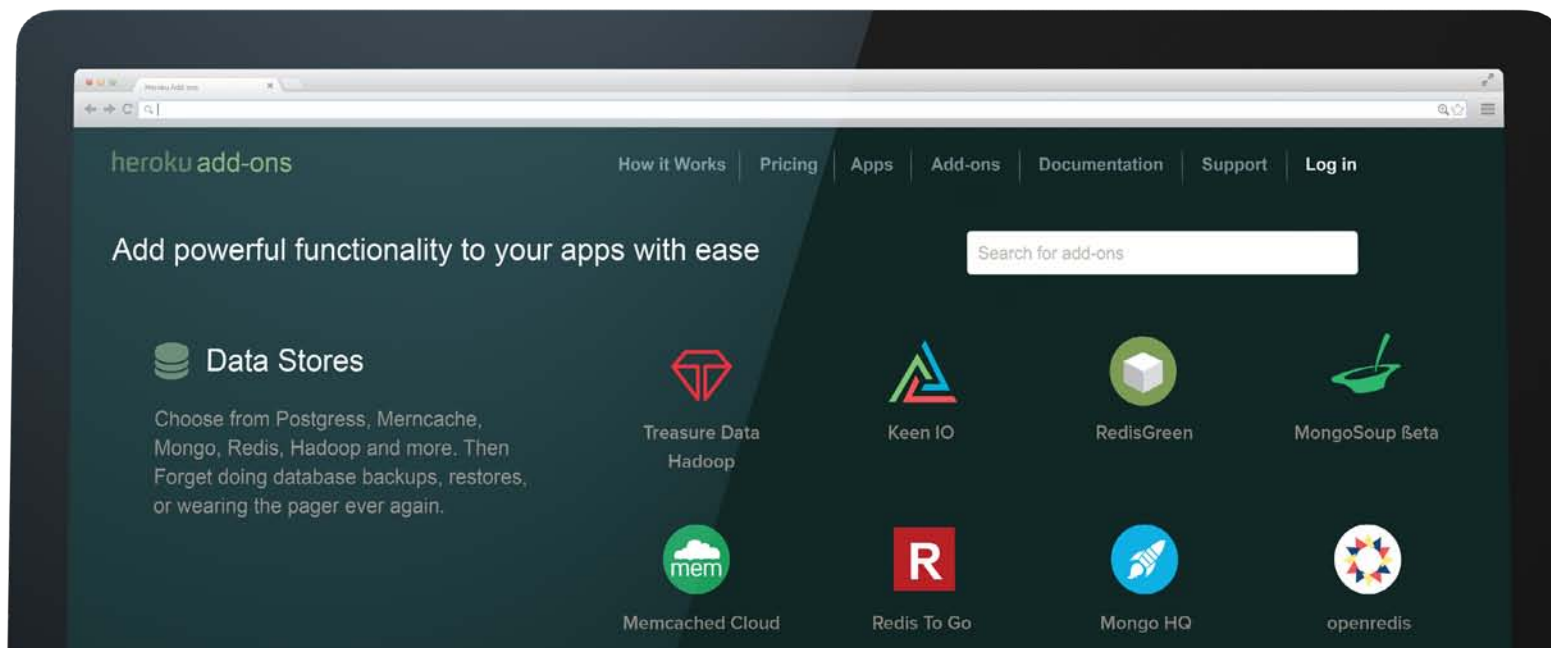 Heroku Add-ons
heroku add-ons
How it Works
Pricing
Apps
Add-ons
Documentation
Support
Log in
Add powerful functionality to your apps with ease
Search for add-ons
Data Stores
Choose from Postgress, Merncache,
Mongo, Redis, Hadoop and more. Then
Forget doing database backups, restores,
or wearing the pager ever again.
Treasure Data
Hadoop
Keen IO
RedisGreen
MongoSoup ßeta
mem
Memcached Cloud
R
Redis To Go
Mongo HQ
openredis